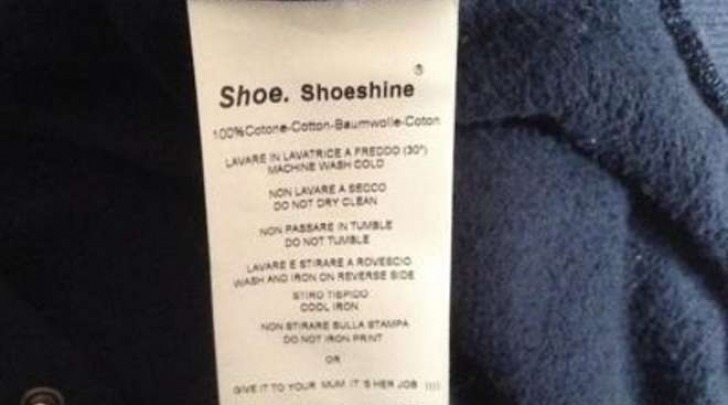 Shoe. Shoeshine ®
100%Cotone-Cotton-Baumwolle-Coton
LAVARE IN LAVATRICE A FREDDO (30°)
MACHINE WASH COLD
NON LAVARE A SECCO
DO NOT DRY CLEAN
NON PASSARE IN TUMBLE
DO NOT TUMBLE
LAVARE E STIRARE A ROVESCIO
WASH AND IRON ON REVERSE SIDE
STIRO TIEPIDO
COOL IRON
NON STIRARE SULLA STAMPA
DO NOT IRON PRINT
OR
GIVE IT TO YOUR MUM IT'S HER JOB !!!!